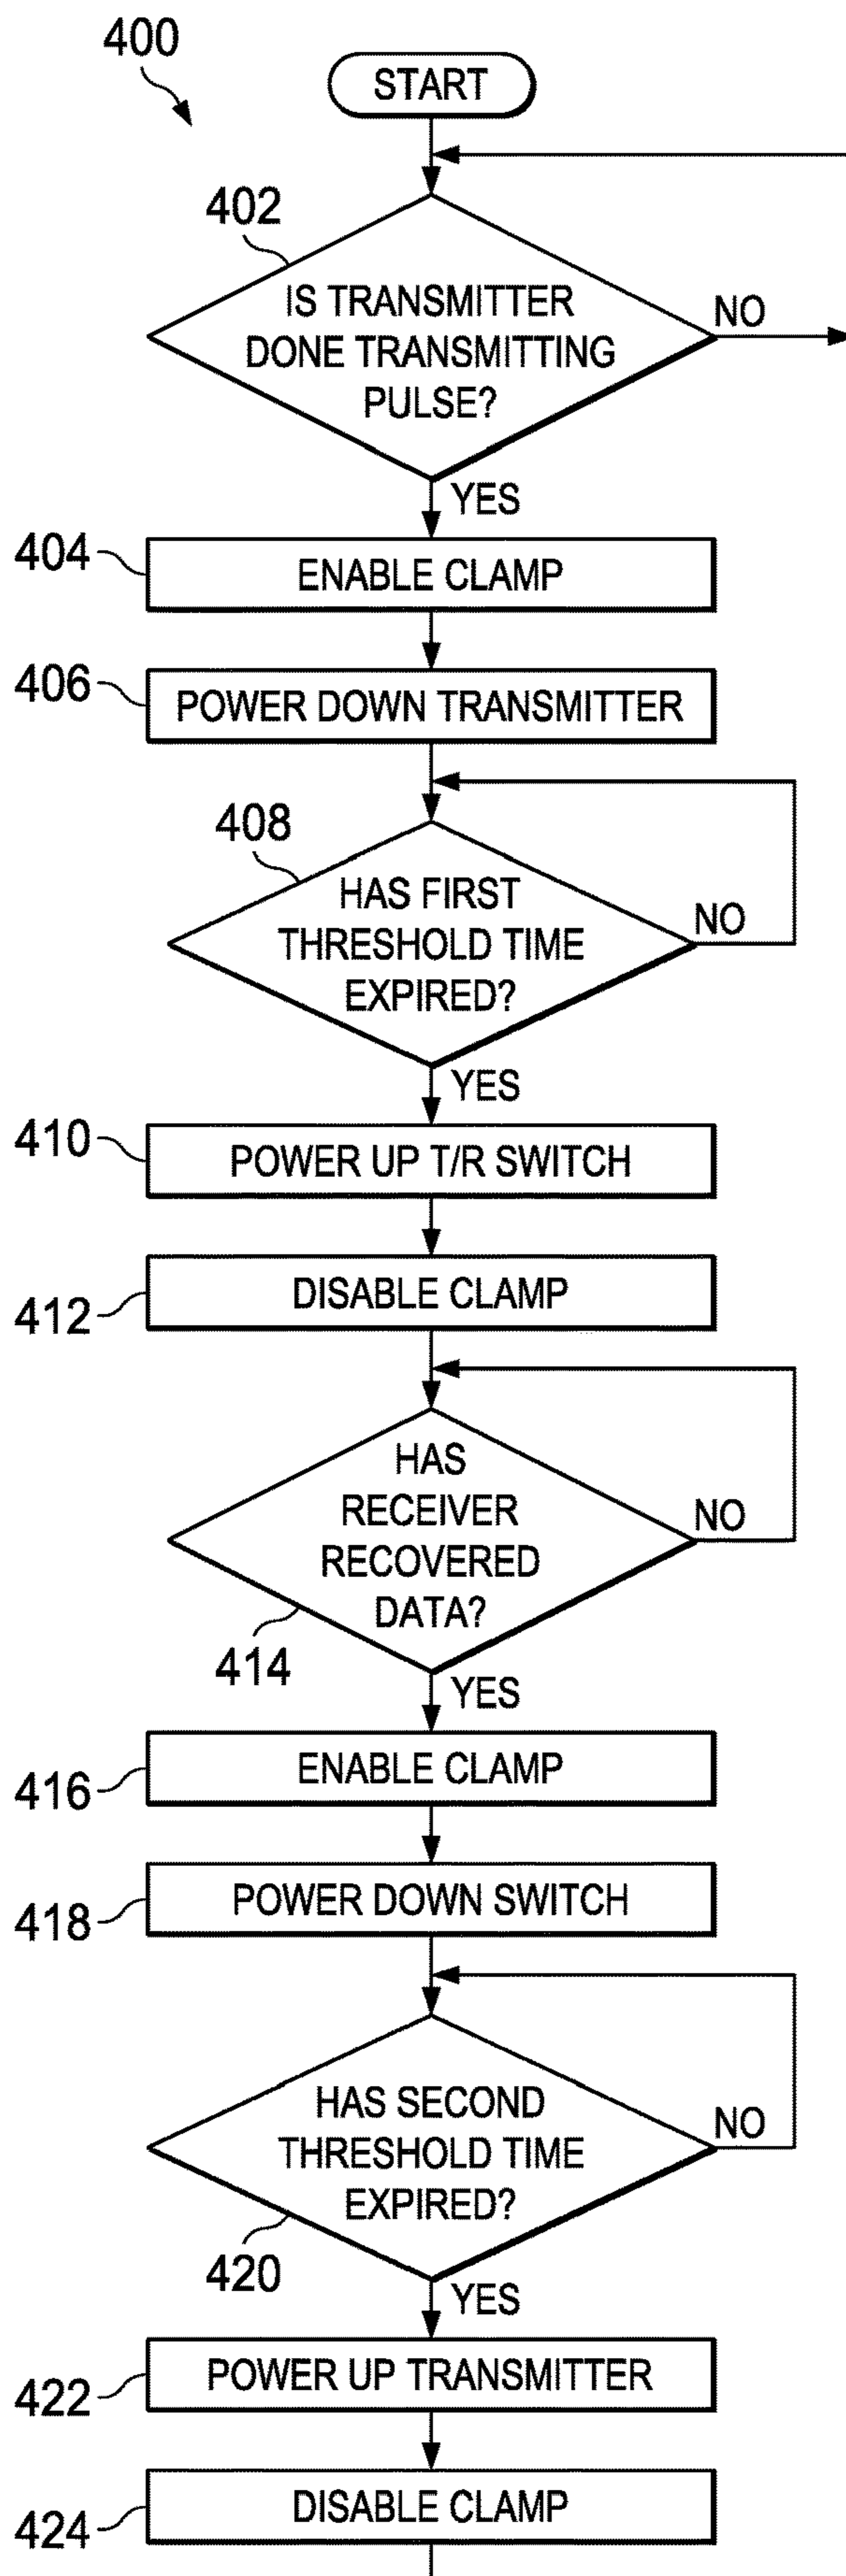 400
START
402
IS TRANSMITTER
DONE TRANSMITTING
PULSE?
NO
YES
404
ENABLE CLAMP
406
POWER DOWN TRANSMITTER
408
HAS FIRST
THRESHOLD TIME
EXPIRED?
NO
YES
410
POWER UP T/R SWITCH
412
DISABLE CLAMP
HAS
RECEIVER
RECOVERED
DATA?
NO
414
YES
416
ENABLE CLAMP
418
POWER DOWN SWITCH
HAS SECOND
THRESHOLD TIME
EXPIRED?
NO
420
YES
422
POWER UP TRANSMITTER
424
DISABLE CLAMP